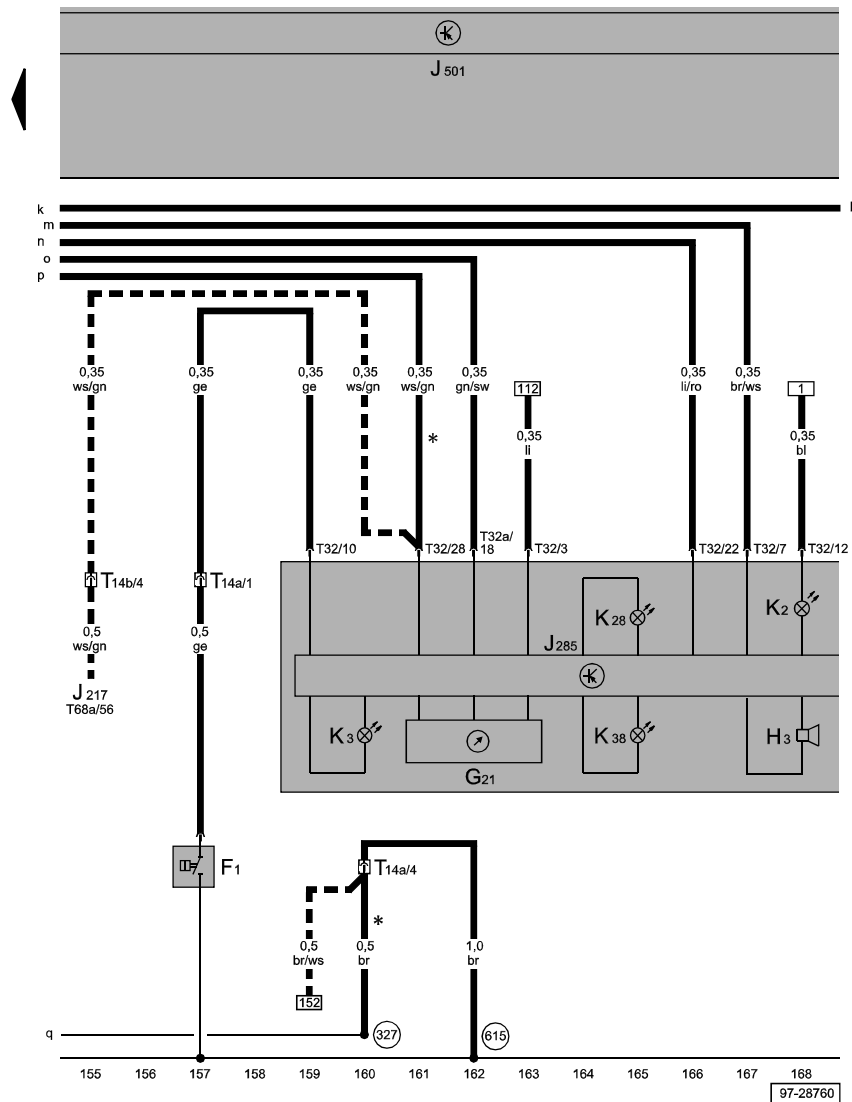 J 501
k
m
n
o
p
0,35 0,35 0,35 0,35 0,35 0,35 0,35 0,35
ws/gn ge ge ws/gn ws/gn gn/sw li/ro br/ws
112 1
*
0,35 0,35
li bl
T32/10 T32/28 T32a/18 T32/3 T32/22 T32/7 T32/12
T14b/4 T14a/1
K28 K2
0,5 0,5
ws/gn ge
J285
J 217
T68a/56
K3 K38 H3
G21
F1
T14a/4
*
0,5 0,5 1,0
br/ws br br
152
q 327 615
155 156 157 158 159 160 161 162 163 164 165 166 167 168
97-28760